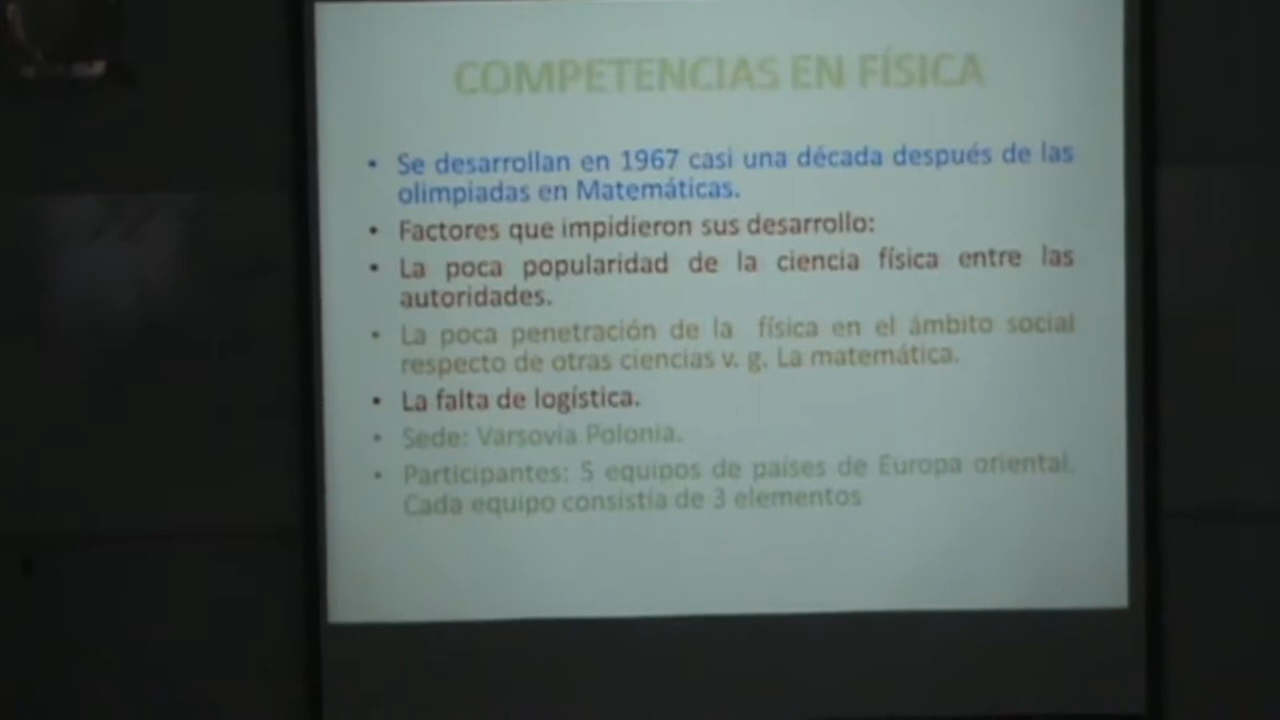 COMPETENCIAS EN FÍSICA
• Se desarrollan en 1967 casi una década después de las
olimpiadas en Matemáticas.
• Factores que impidieron sus desarrollo:
• La poca popularidad de la ciencia física entre las
autoridades.
• La poca penetración de la física en el ámbito social
respecto de otras ciencias v. g. La matemática.
• La falta de logística.
• Sede: Varsovia Polonia.
• Participantes: 5 equipos de países de Europa oriental.
Cada equipo consistía de 3 elementos